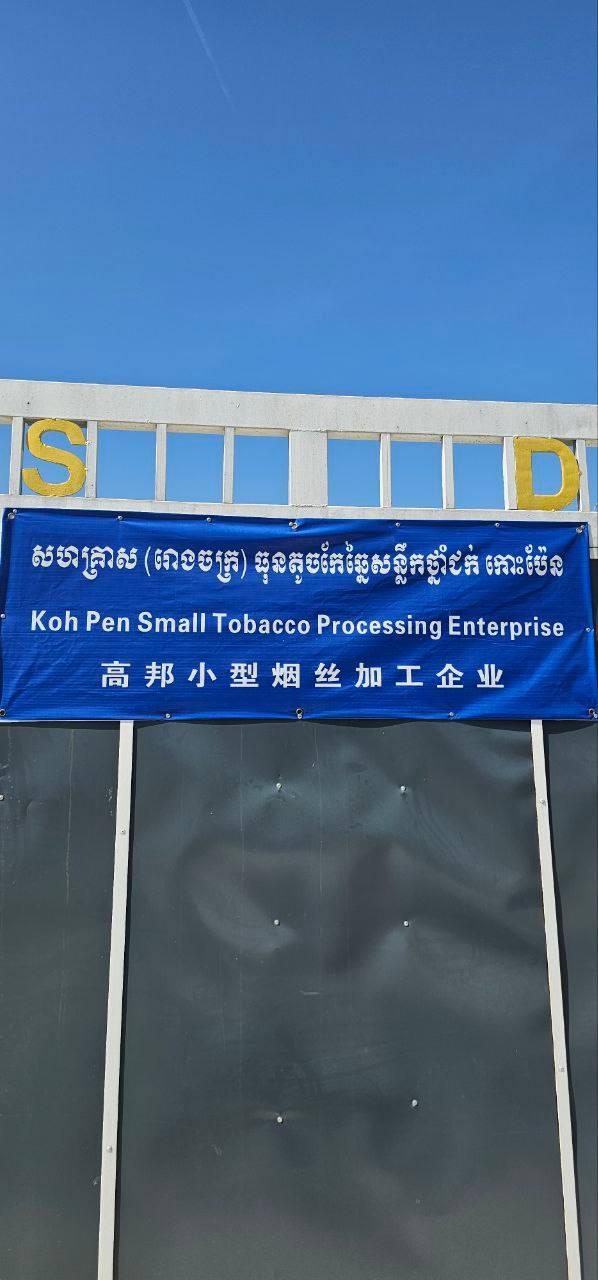 S D
សហគ្រាស (រោងចក្រ) ធុនតូចកែឆ្នៃសន្លឹកថ្នាំជក់ កោះប៉ែន
Koh Pen Small Tobacco Processing Enterprise
高邦小型烟丝加工企业